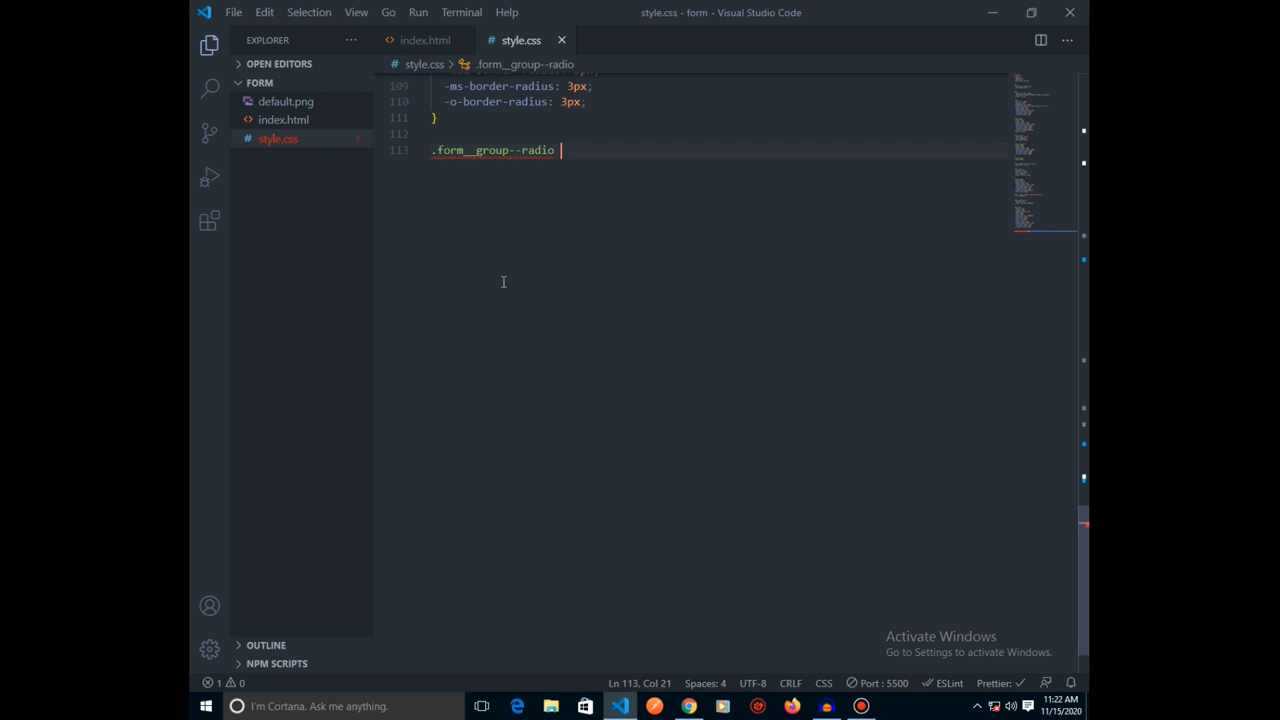 File Edit Selection View Go Run Terminal Help
style.css - form - Visual Studio Code
EXPLORER
index.html
# style.css
OPEN EDITORS
# style.css > .form__group--radio
FORM
109 -ms-border-radius: 3px;
default.png
110 -o-border-radius: 3px;
index.html
111 }
# style.css 1
112
113 .form__group--radio
OUTLINE
NPM SCRIPTS
Activate Windows
Go to Settings to activate Windows.
1 0
Ln 113, Col 21 Spaces: 4 UTF-8 CRLF CSS Port : 5500 ESLint Prettier:
I'm Cortana. Ask me anything.
11:22 AM
11/15/2020